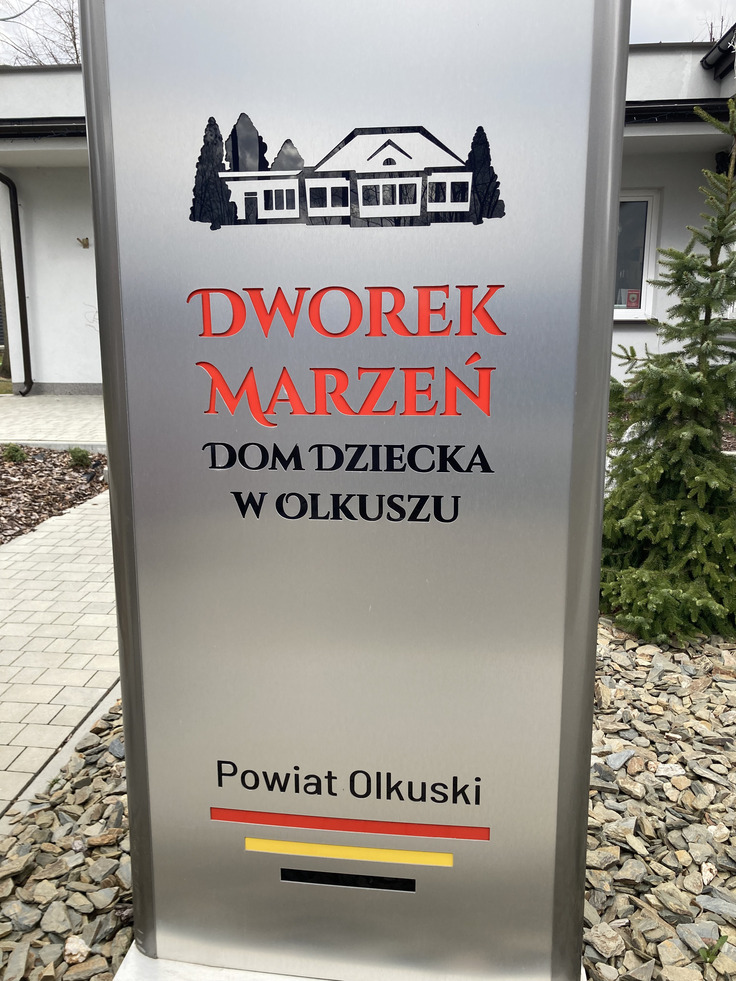 DWOREK
MARZEŃ
DOM DZIECKA
W OLKUSZU
Powiat Olkuski